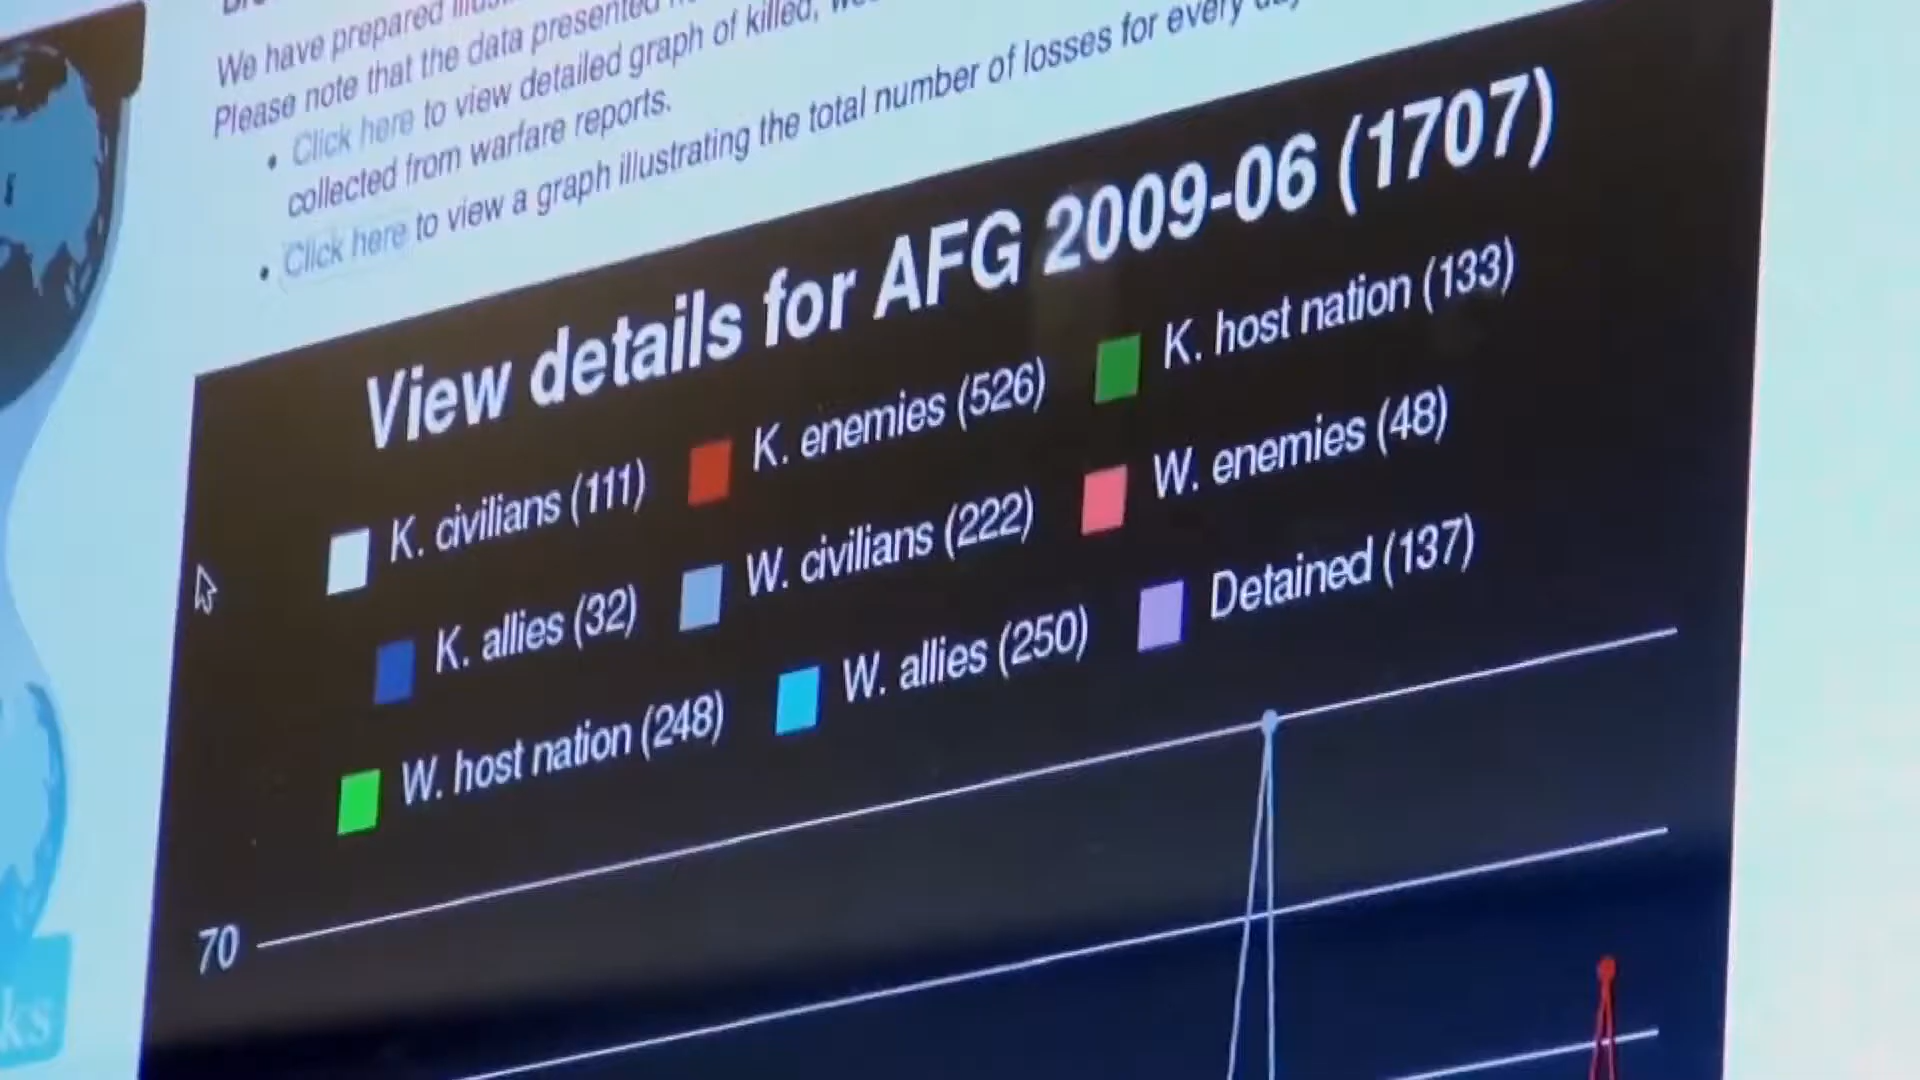 We have prepared
Please note that the data presented
• Click here to view detailed graph of killed,
collected from warfare reports.
• Click here to view a graph illustrating the total number of losses for every
View details for AFG 2009-06 (1707)
K. civilians (111) K. enemies (526) K. host nation (133)
K. allies (32) W. civilians (222) W. enemies (48)
W. host nation (248) W. allies (250) Detained (137)
70
ks